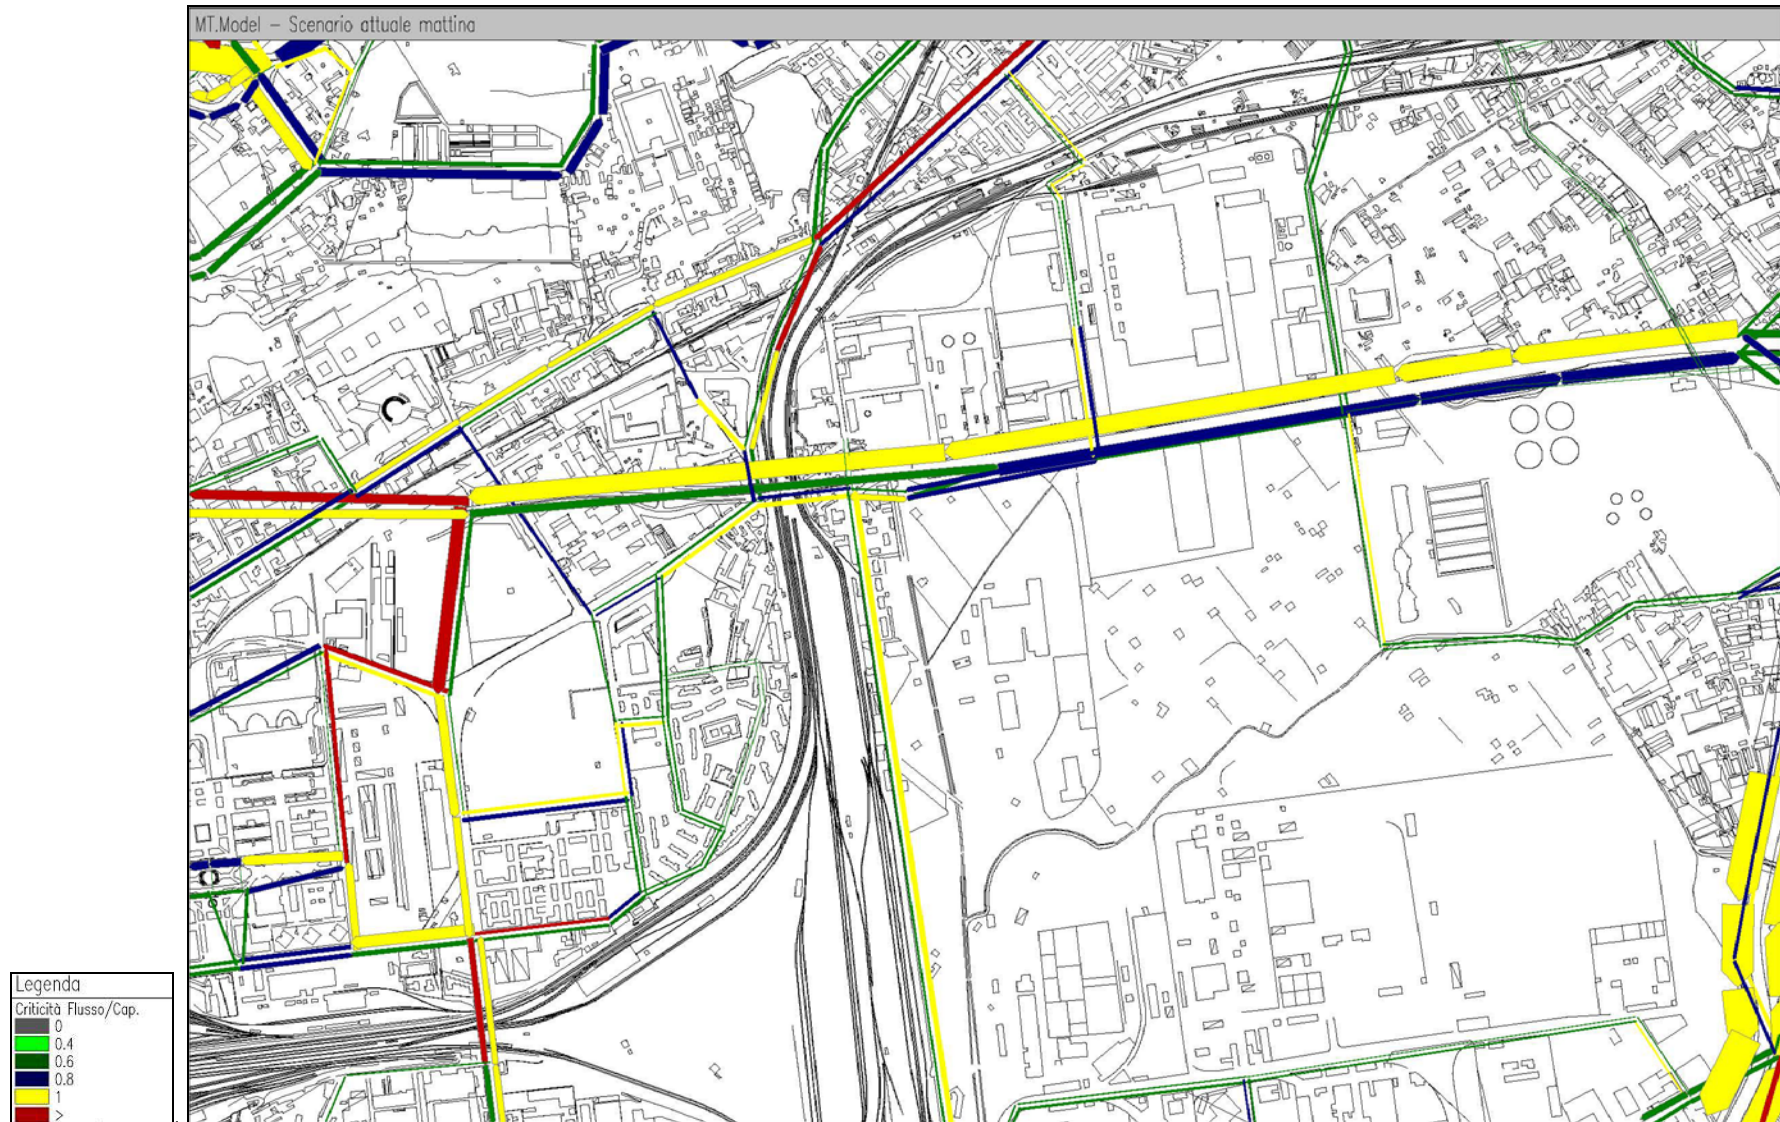 MT.Model – Scenario attuale mattina
Legenda
Criticità Flusso/Cap.
0
0.4
0.6
0.8
1
>